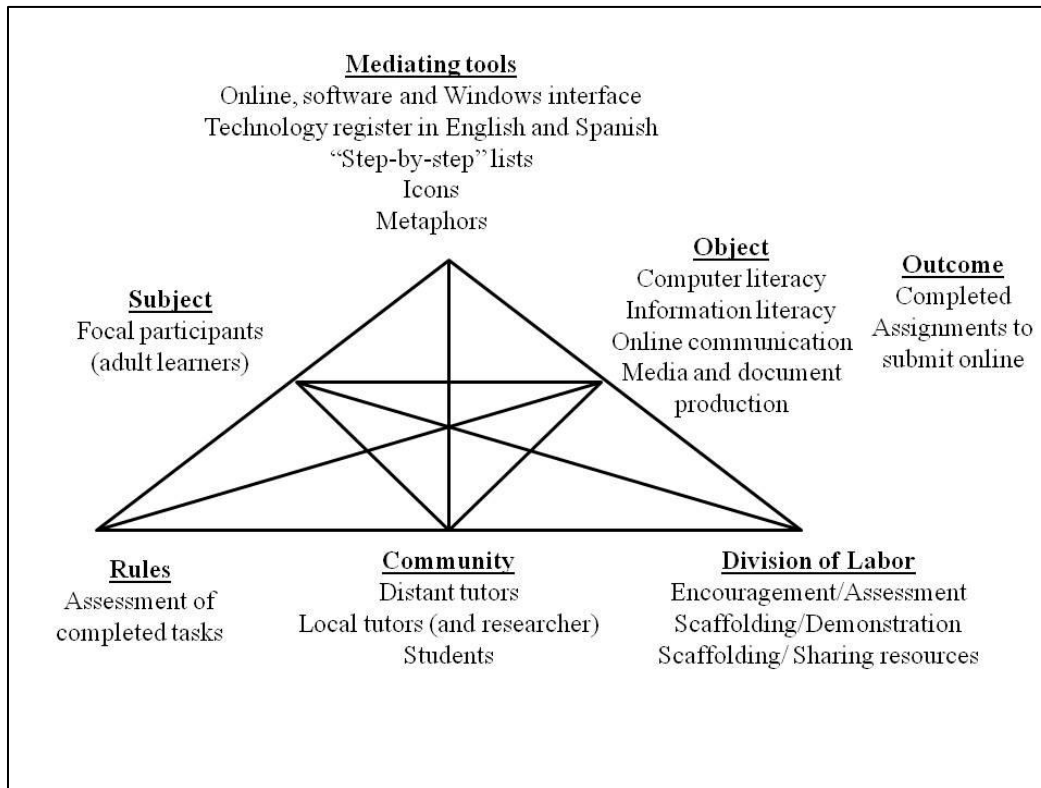 Mediating tools
Online, software and Windows interface
Technology register in English and Spanish
“Step-by-step” lists
Icons
Metaphors
Subject
Focal participants
(adult learners)
Object
Computer literacy
Information literacy
Online communication
Media and document
production
Outcome
Completed
Assignments to
submit online
Rules
Assessment of
completed tasks
Community
Distant tutors
Local tutors (and researcher)
Students
Division of Labor
Encouragement/Assessment
Scaffolding/Demonstration
Scaffolding/ Sharing resources